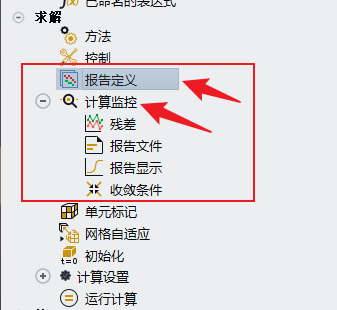 已命名的表达式
求解
方法
控制
报告定义
计算监控
残差
报告文件
报告显示
收敛条件
单元标记
网格自适应
t=0 初始化
计算设置
运行计算